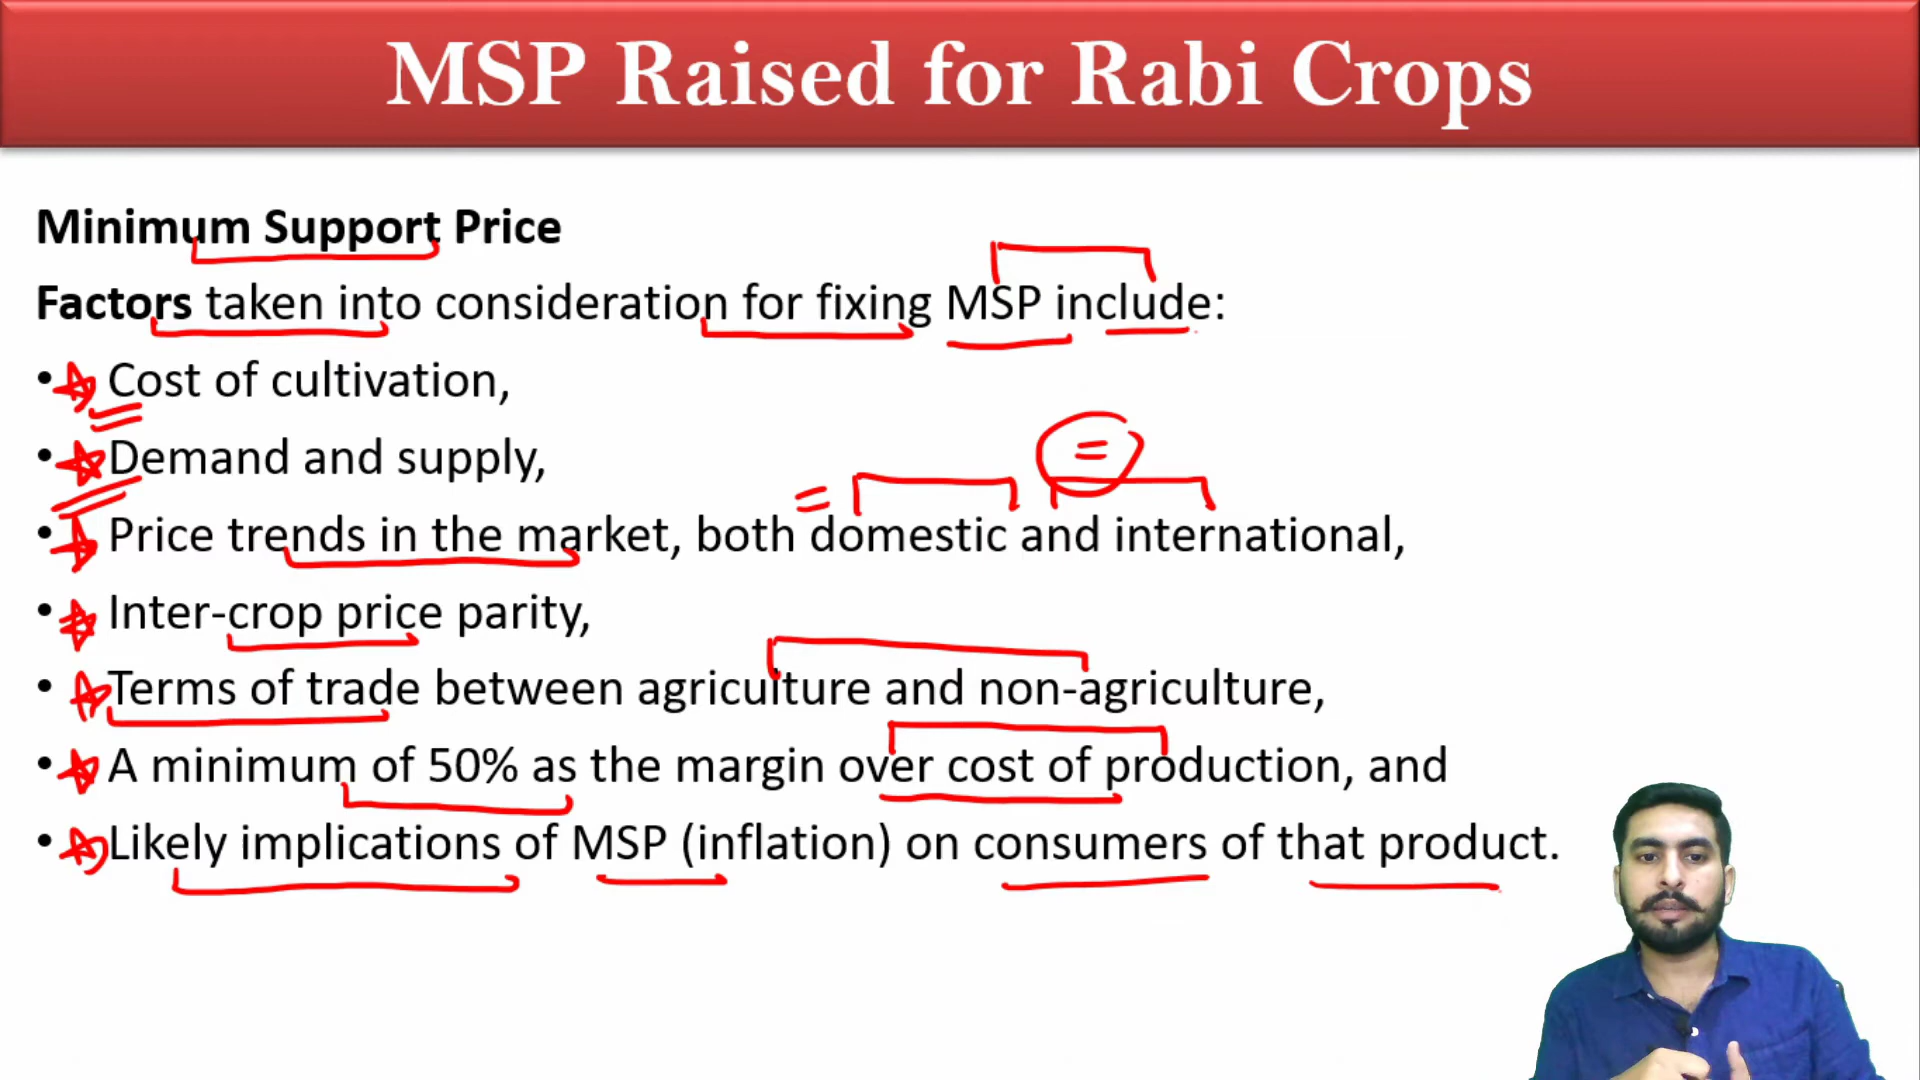 MSP Raised for Rabi Crops
Minimum Support Price
Factors taken into consideration for fixing MSP include:
• Cost of cultivation,
• Demand and supply,
• Price trends in the market, both domestic and international,
• Inter-crop price parity,
• Terms of trade between agriculture and non-agriculture,
• A minimum of 50% as the margin over cost of production, and
• Likely implications of MSP (inflation) on consumers of that product.